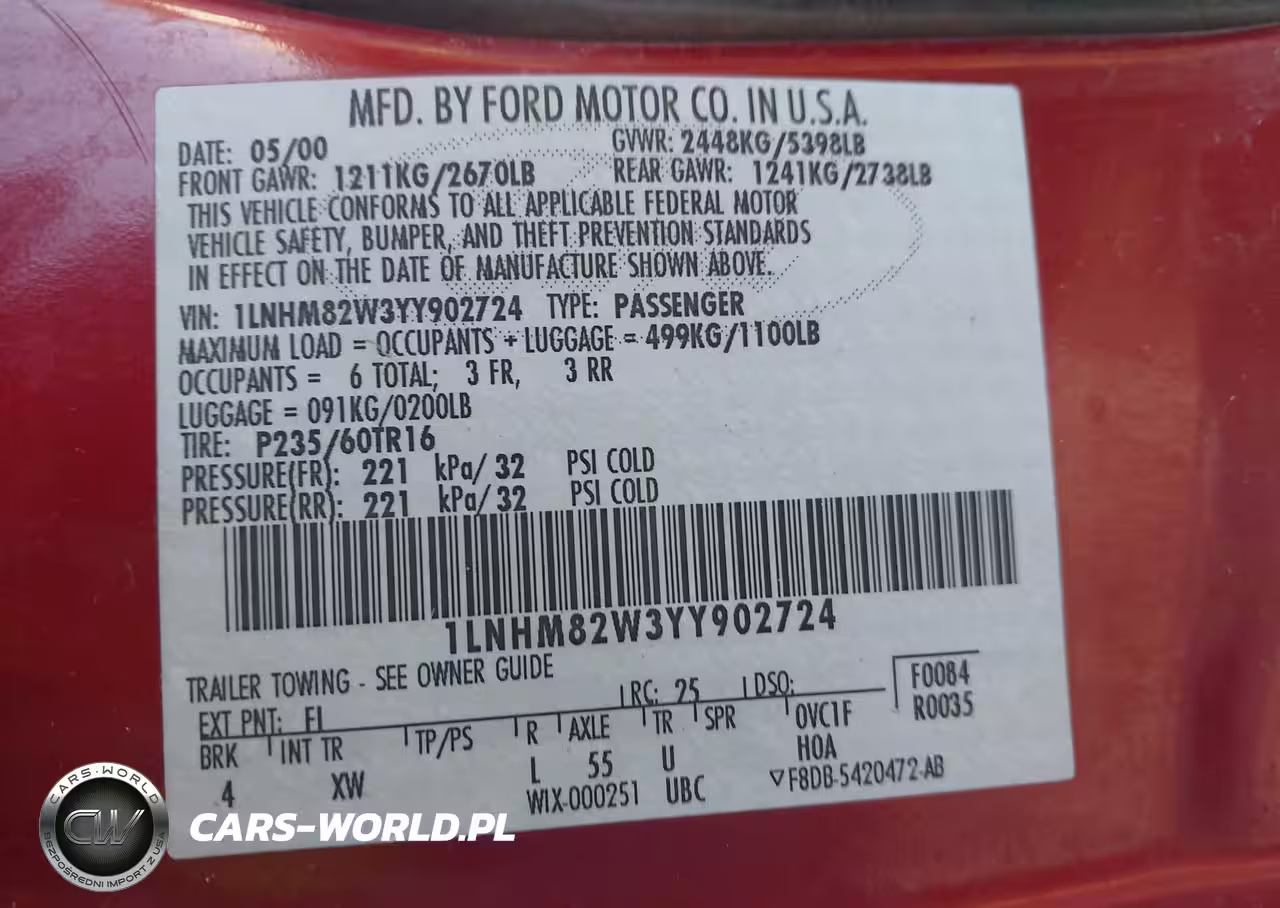 MFD. BY FORD MOTOR CO. IN U.S.A.
DATE: 05/00 GVWR: 2448KG/5398LB
FRONT GAWR: 1211KG/2670LB REAR GAWR: 1241KG/2738LB
THIS VEHICLE CONFORMS TO ALL APPLICABLE FEDERAL MOTOR
VEHICLE SAFETY, BUMPER, AND THEFT PREVENTION STANDARDS
IN EFFECT ON THE DATE OF MANUFACTURE SHOWN ABOVE.
VIN: 1LNHM82W3YY902724 TYPE: PASSENGER
MAXIMUM LOAD = OCCUPANTS + LUGGAGE = 499KG/1100LB
OCCUPANTS = 6 TOTAL; 3 FR, 3 RR
LUGGAGE = 091KG/0200LB
TIRE: P235/60TR16
PRESSURE(FR): 221 kPa/ 32 PSI COLD
PRESSURE(RR): 221 kPa/ 32 PSI COLD
1LNHM82W3YY902724
TRAILER TOWING - SEE OWNER GUIDE
EXT PNT: FL RC: 25 DSO: F0084
R0035
BRK INT TR TP/PS R AXLE TR SPR OVC1F
4 XW L 55 U HOA
WIX-000251 UBC ▽F8DB-5420472-AB
CARS-WORLD
CW
BEZPOŚREDNI IMPORT Z USA
CARS-WORLD.PL